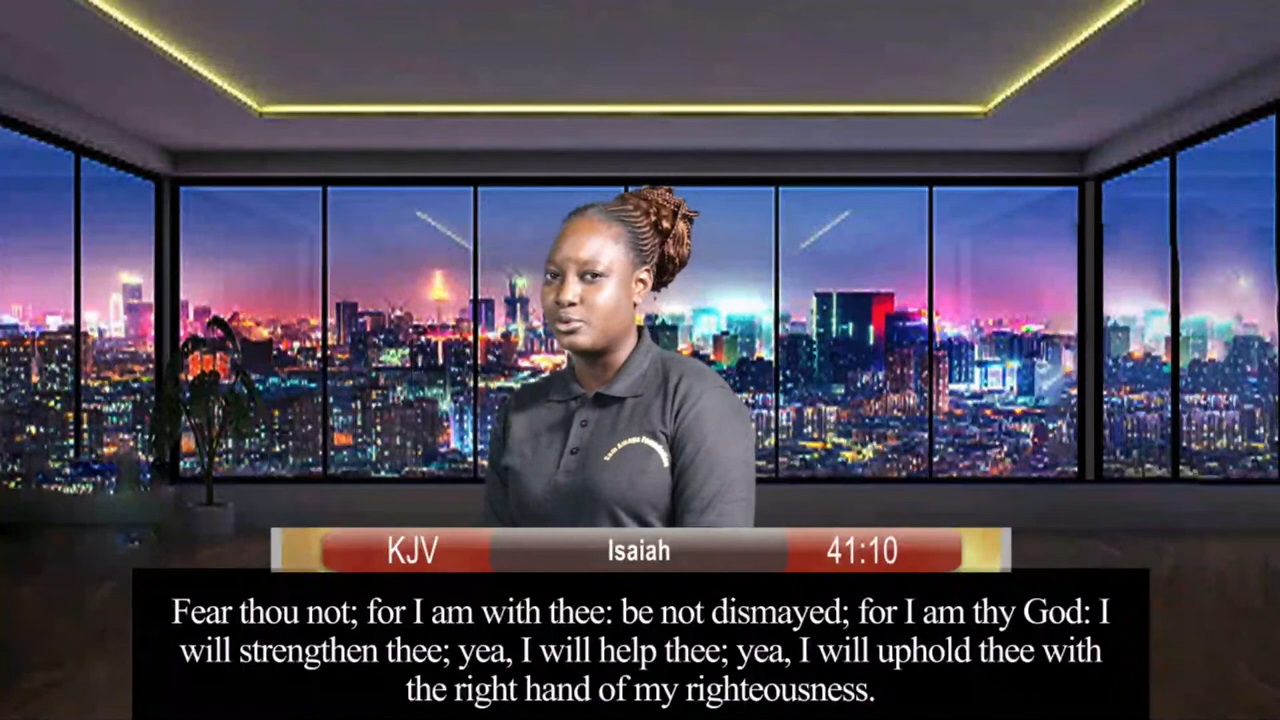 KJV Isaiah 41:10
Fear thou not; for I am with thee: be not dismayed; for I am thy God: I
will strengthen thee; yea, I will help thee; yea, I will uphold thee with
the right hand of my righteousness.